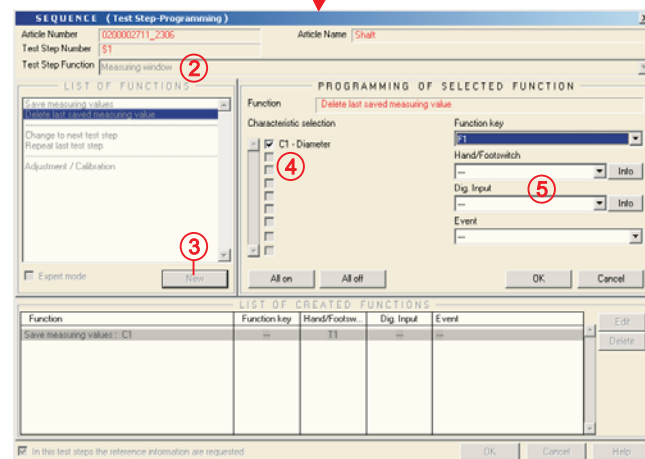 SEQUENCE (Test Step-Programming)
Article Number 0200002711_2306 Article Name Shaft
Test Step Number S1
Test Step Function Measuring window
②
LIST OF FUNCTIONS
Save measuring values
Delete last saved measuring value
Change to next test step
Repeat last test step
Adjustment / Calibration
③
Expert mode New
PROGRAMMING OF SELECTED FUNCTION
Function Delete last saved measuring value
Characteristic selection
C1 - Diameter
④
All on All off
Function key
F1
Hand/Footswitch
-- Info
Dig. Input
⑤
-- Info
Event
--
OK Cancel
LIST OF CREATED FUNCTIONS
Function Function key Hand/Footsw... Dig. Input Event
Save measuring values : C1 -- T1 -- --
Edit
Delete
In this test steps the reference information are requested OK Cancel Help